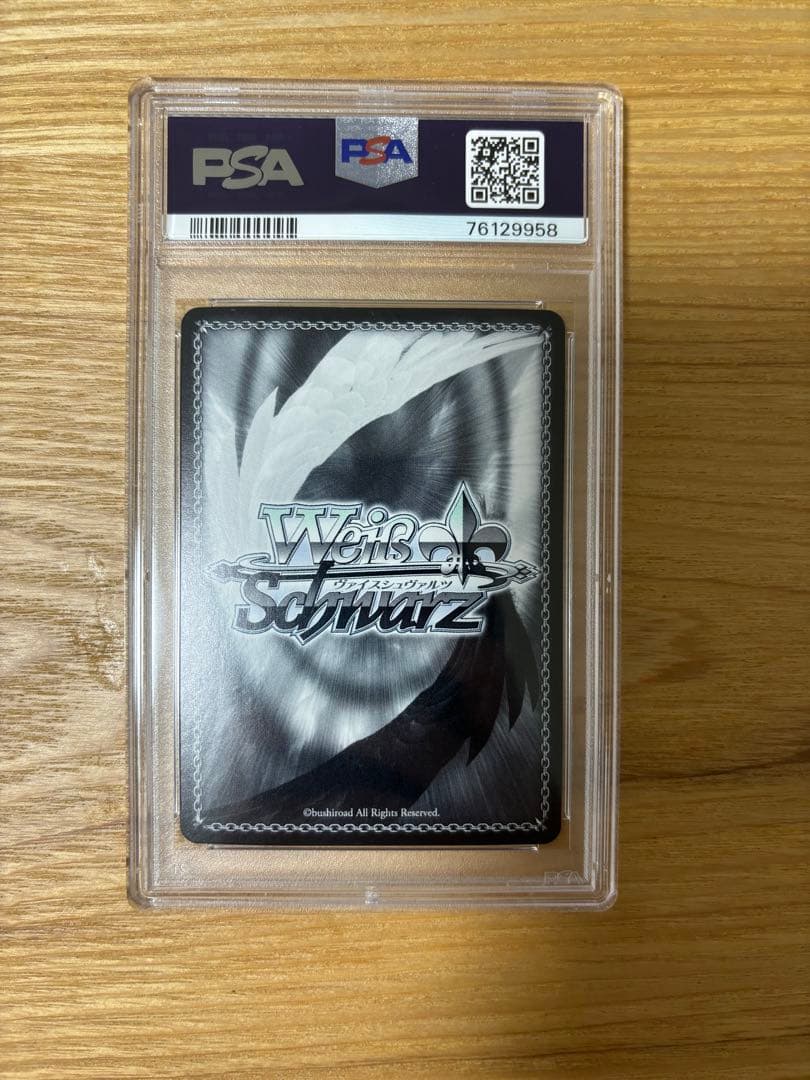 PSA
PSA
76129958
Weiß
ヴァイスシュヴァルツ
Schwarz
©bushiroad All Rights Reserved.
PSA